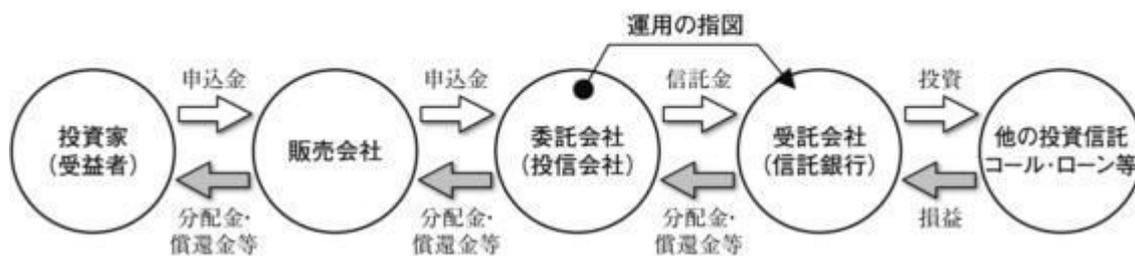 運用の指図
申込金
申込金
信託金
投資
投資家
(受益者)
販売会社
委託会社
(投信会社)
受託会社
(信託銀行)
他の投資信託
コール・ローン等
分配金・
償還金等
分配金・
償還金等
分配金・
償還金等
損益